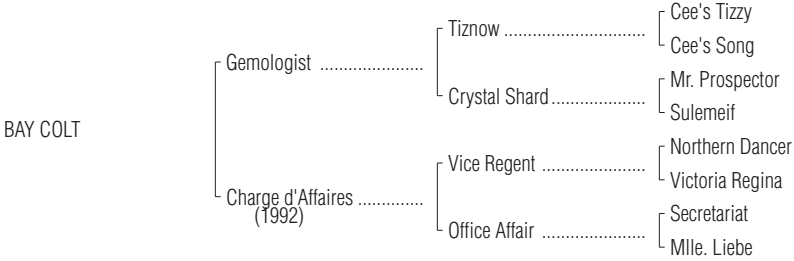 Cee's Tizzy
Tiznow ..............................
Cee's Song
Gemologist ......................
Mr. Prospector
Crystal Shard....................
Sulemeif
BAY COLT
Northern Dancer
Vice Regent ......................
Victoria Regina
Charge d'Affaires ..............
(1992)
Secretariat
Office Affair ......................
Mlle. Liebe